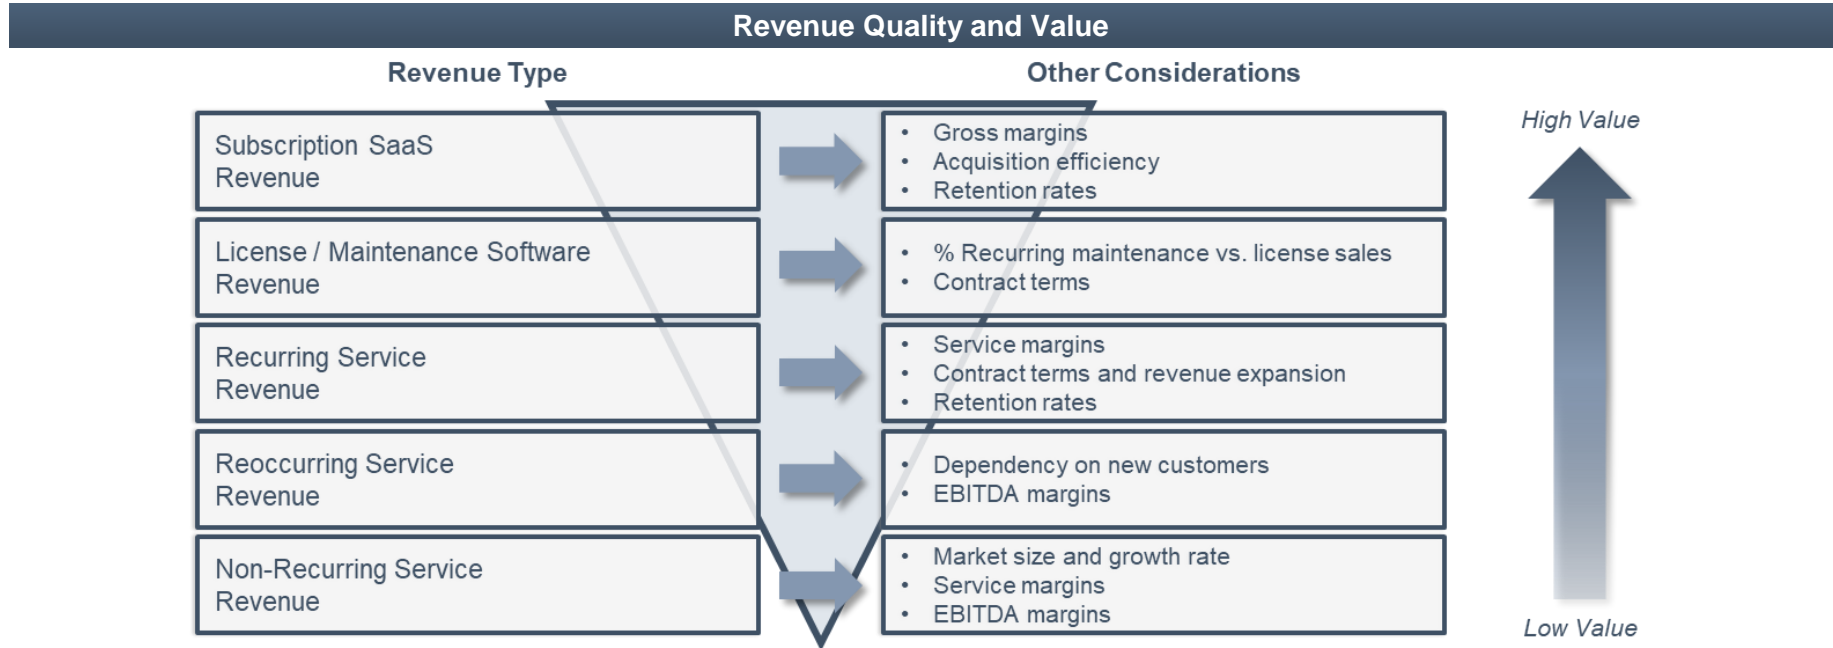 Revenue Quality and Value
Revenue Type
Other Considerations
Subscription SaaS
Revenue
• Gross margins
• Acquisition efficiency
• Retention rates
High Value
License / Maintenance Software
Revenue
• % Recurring maintenance vs. license sales
• Contract terms
Recurring Service
Revenue
• Service margins
• Contract terms and revenue expansion
• Retention rates
Reoccurring Service
Revenue
• Dependency on new customers
• EBITDA margins
Non-Recurring Service
Revenue
• Market size and growth rate
• Service margins
• EBITDA margins
Low Value